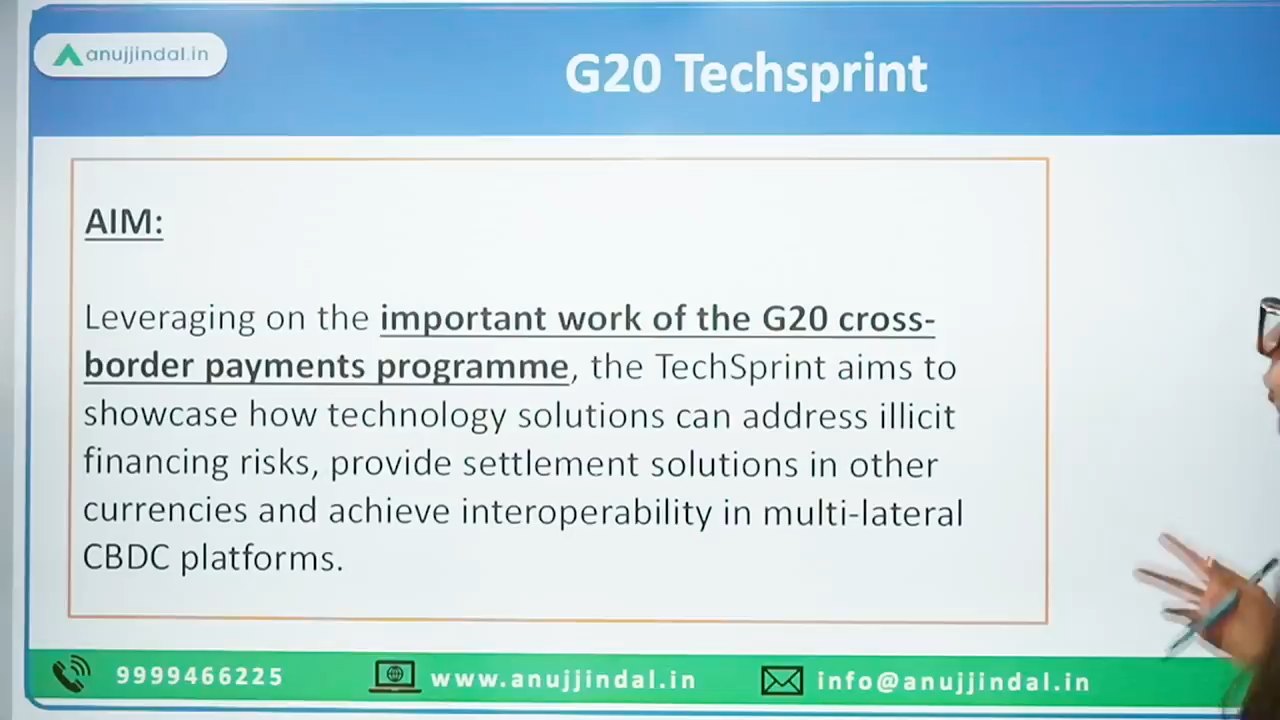 anujjindal.in
G20 Techsprint
AIM:
Leveraging on the important work of the G20 cross-
border payments programme, the TechSprint aims to
showcase how technology solutions can address illicit
financing risks, provide settlement solutions in other
currencies and achieve interoperability in multi-lateral
CBDC platforms.
9999466225
www.anujjindal.in
info@anujjindal.in